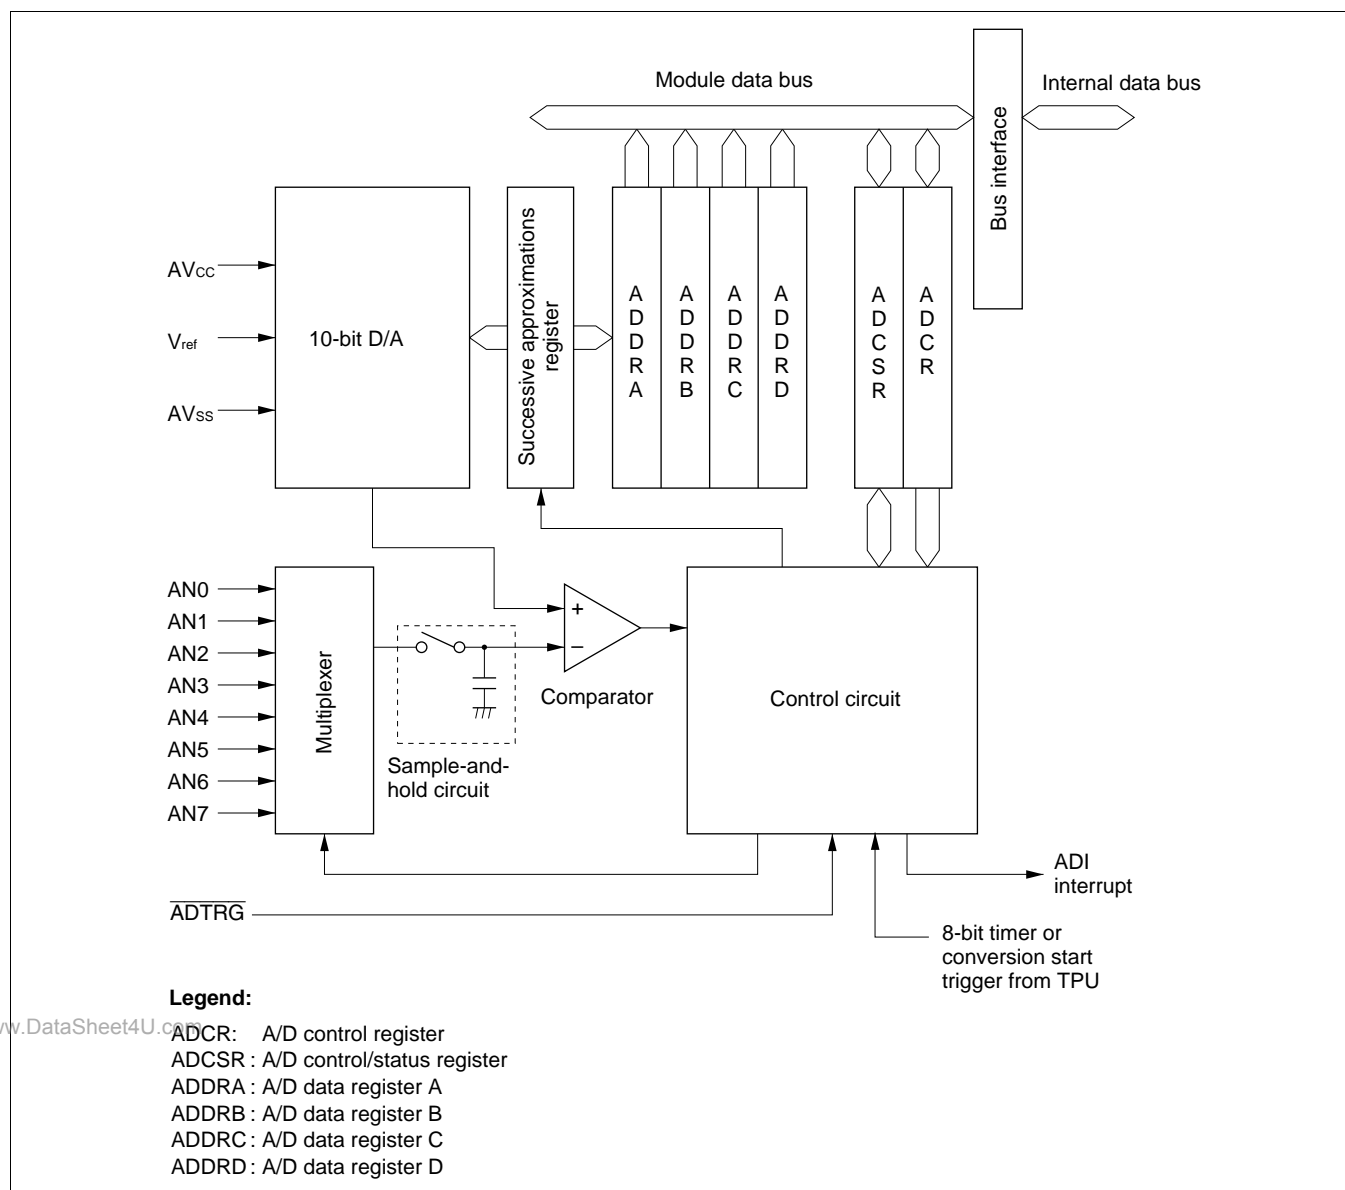 Module data bus
Internal data bus
Bus interface
AVCC
Vref
AVSS
10-bit D/A
Successive approximations
register
ADDRA
ADDRB
ADDRC
ADDRD
ADCSR
ADCR
AN0
AN1
AN2
AN3
AN4
AN5
AN6
AN7
Multiplexer
+
−
Comparator
Sample-and-
hold circuit
Control circuit
ADI
interrupt
ADTRG
8-bit timer or
conversion start
trigger from TPU
Legend:
ADCR: A/D control register
ADCSR : A/D control/status register
ADDRA : A/D data register A
ADDRB : A/D data register B
ADDRC : A/D data register C
ADDRD : A/D data register D
w.DataSheet4U.com